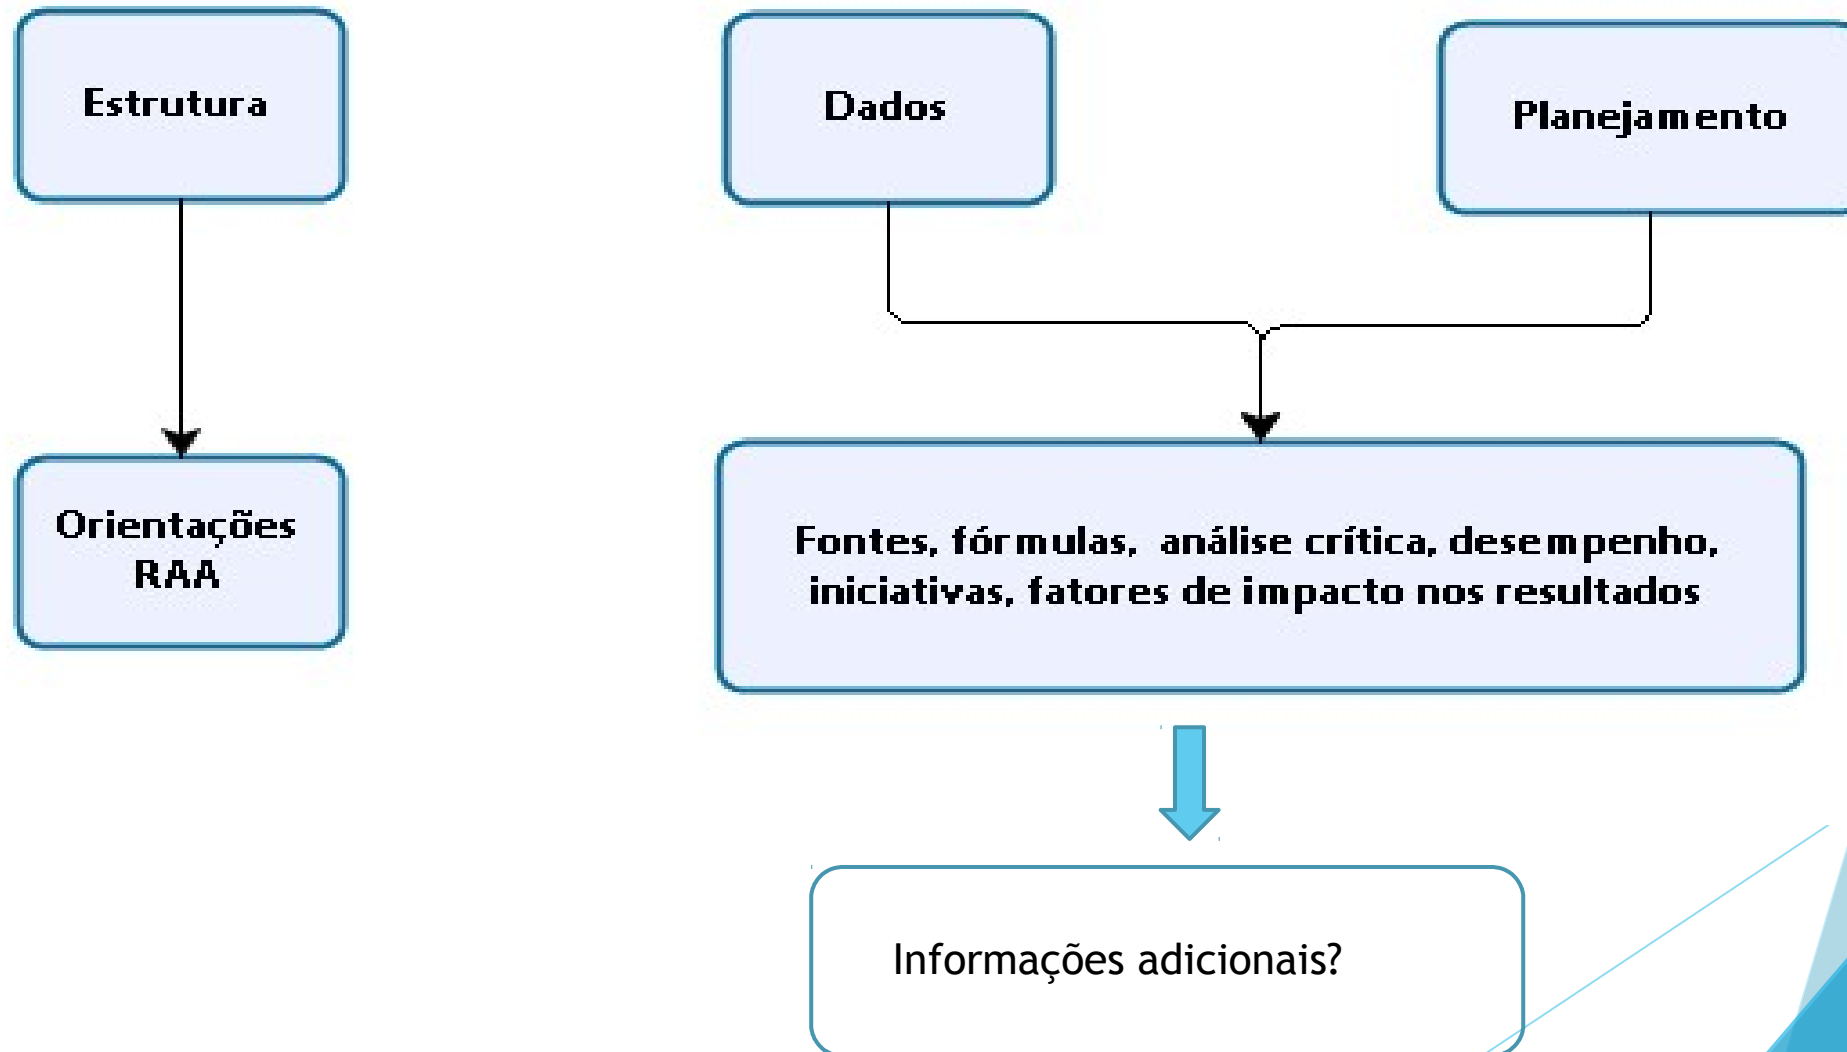 Estrutura
Dados
Planejamento
Orientações
RAA
Fontes, fórmulas, análise crítica, desempenho,
iniciativas, fatores de impacto nos resultados
Informações adicionais?